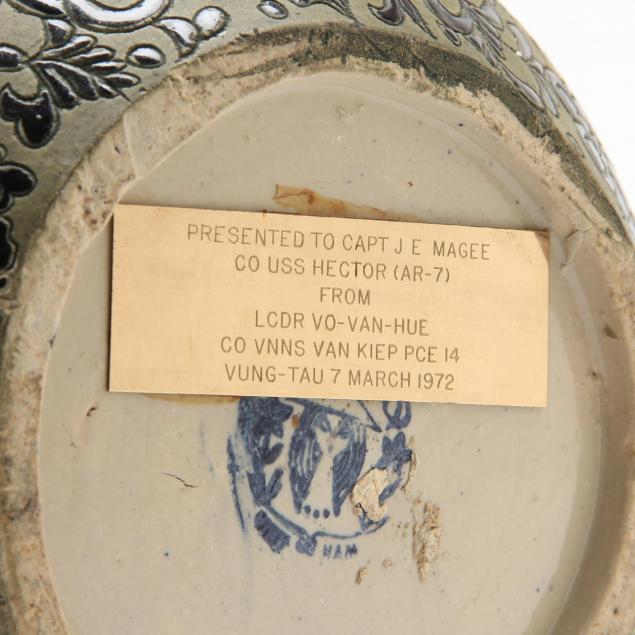 PRESENTED TO CAPT J E MAGEE
CO USS HECTOR (AR-7)
FROM
LCDR VO-VAN-HUE
CO VNNS VAN KIEP PCE 14
VUNG-TAU 7 MARCH 1972
HAM